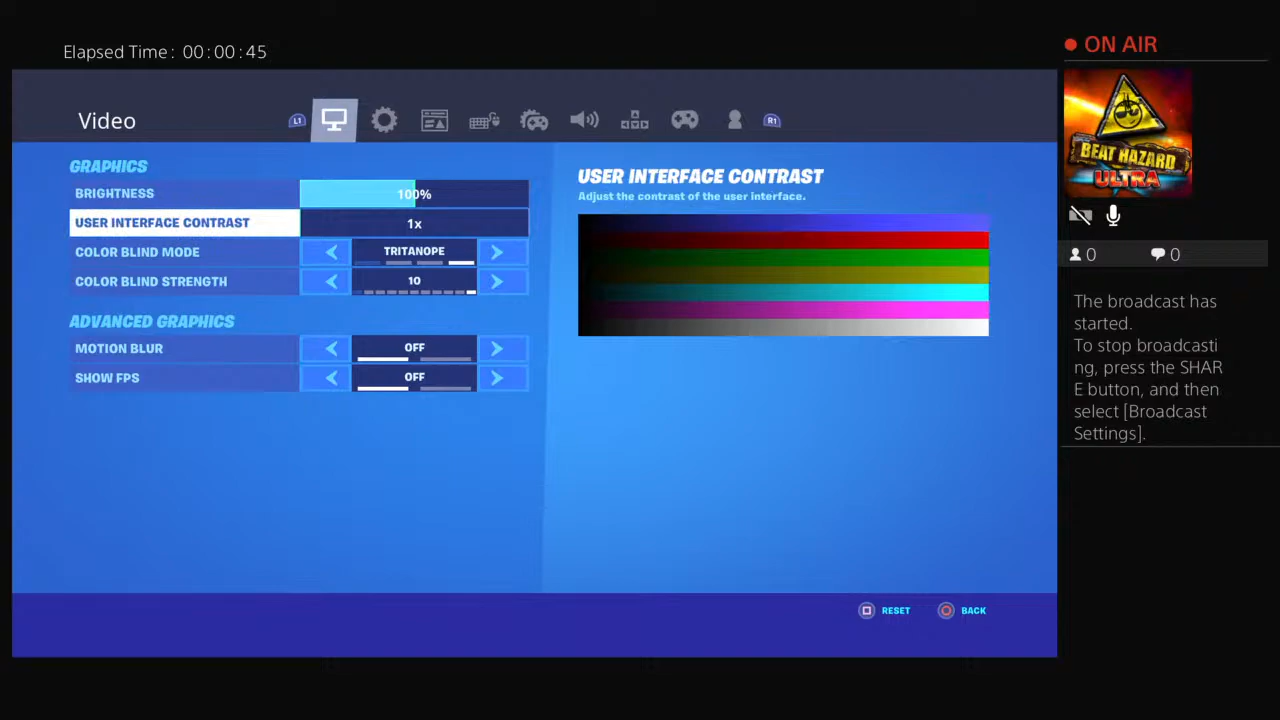 Elapsed Time: 00:00:45
ON AIR
Video
L1
R1
BEAT HAZARD
ULTRA
GRAPHICS
BRIGHTNESS
100%
USER INTERFACE CONTRAST
1x
COLOR BLIND MODE
TRITANOPE
COLOR BLIND STRENGTH
10
ADVANCED GRAPHICS
MOTION BLUR
OFF
SHOW FPS
OFF
USER INTERFACE CONTRAST
Adjust the contrast of the user interface.
0
0
The broadcast has
started.
To stop broadcasti
ng, press the SHAR
E button, and then
select [Broadcast
Settings].
RESET
BACK